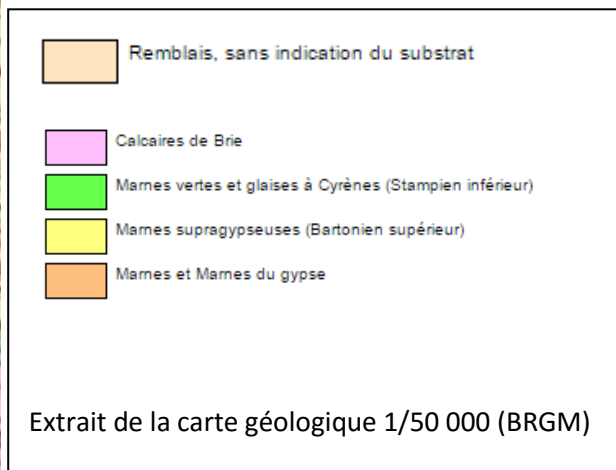 Remblais, sans indication du substrat
Calcaires de Brie
Marnes vertes et glaises à Cyrènes (Stampien inférieur)
Marnes supragypseuses (Bartonien supérieur)
Marnes et Marnes du gypse
Extrait de la carte géologique 1/50 000 (BRGM)